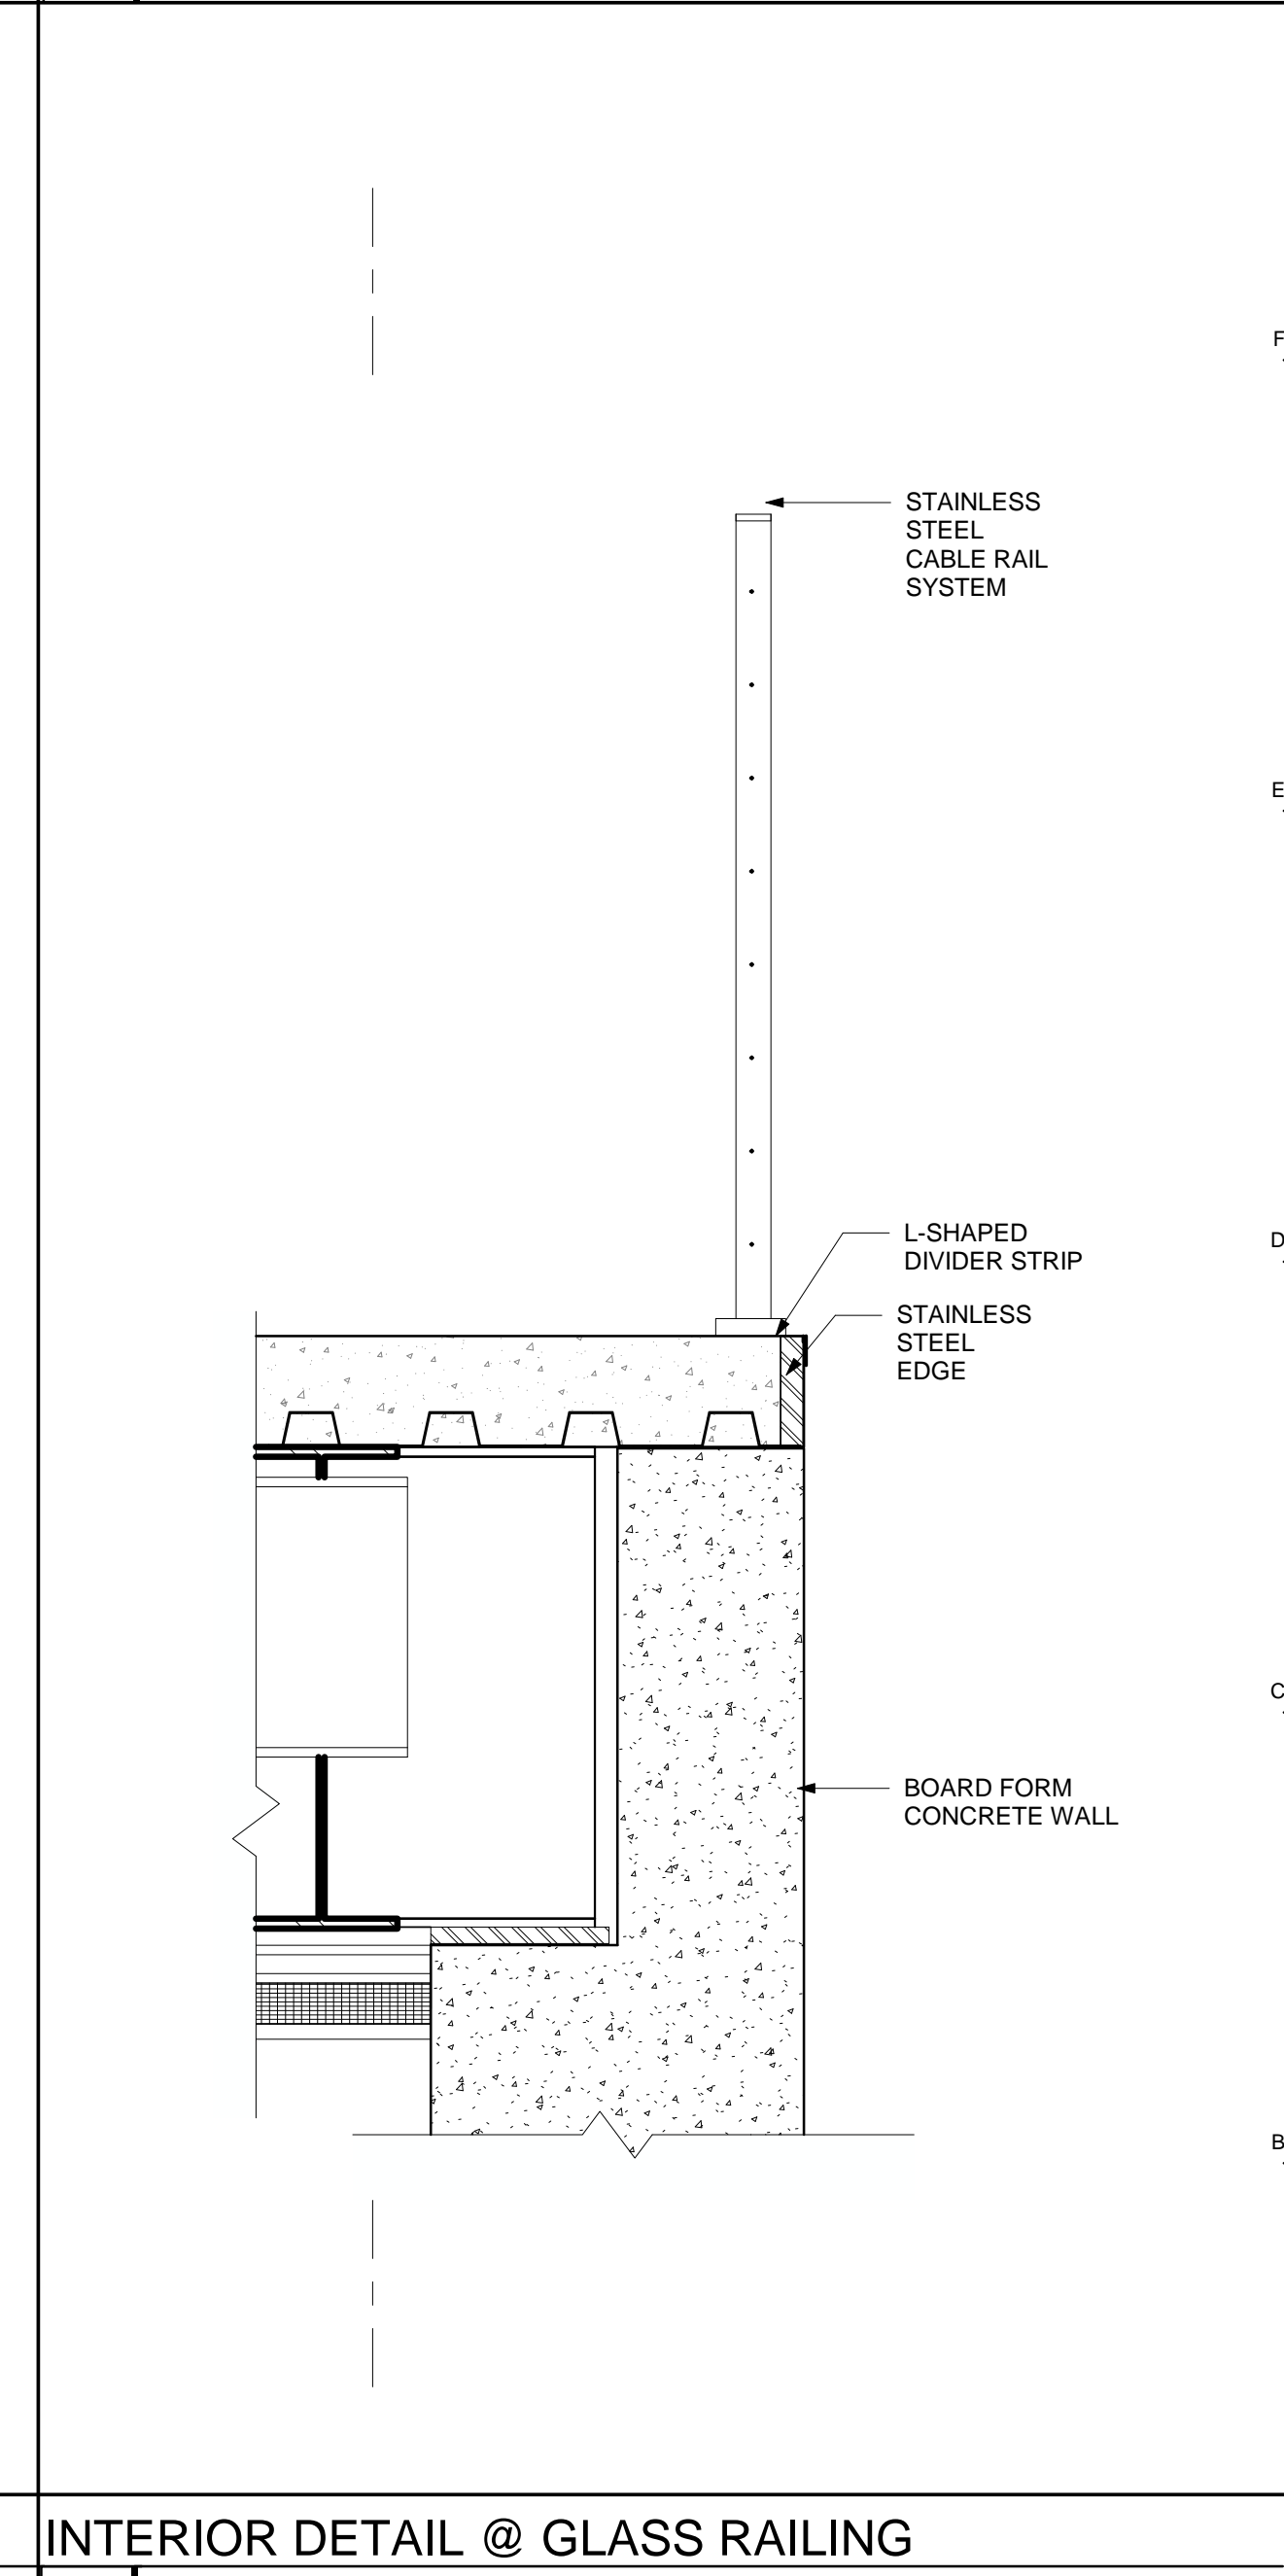 STAINLESS
STEEL
CABLE RAIL
SYSTEM
L-SHAPED
DIVIDER STRIP
STAINLESS
STEEL
EDGE
BOARD FORM
CONCRETE WALL
F
E
D
C
B
INTERIOR DETAIL @ GLASS RAILING